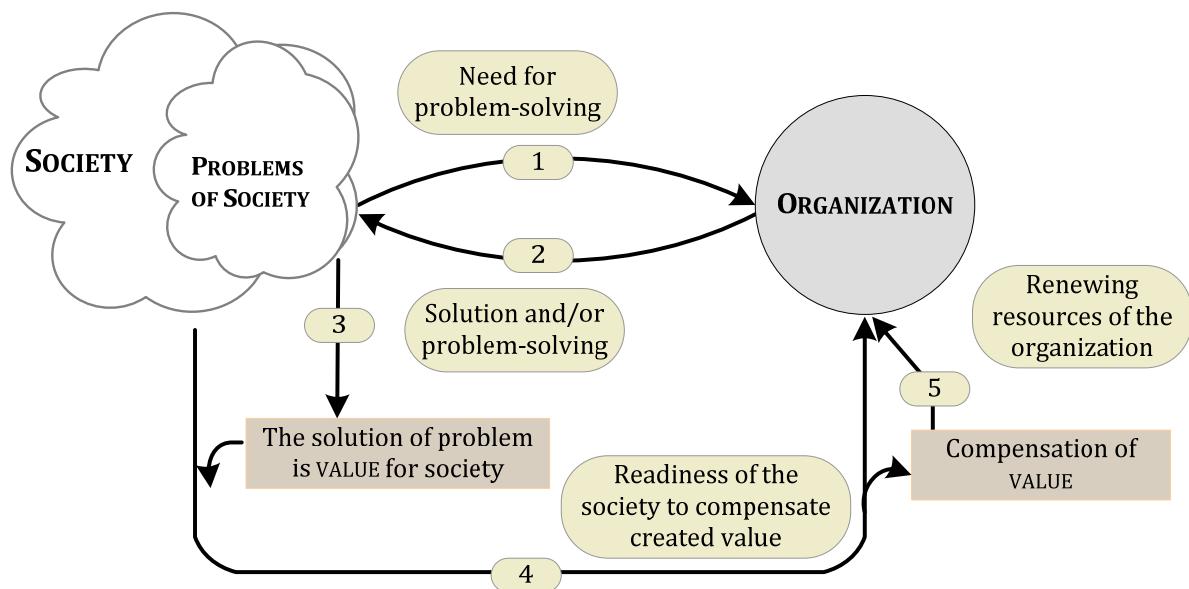 Need for
problem-solving
1
SOCIETY
PROBLEMS
OF SOCIETY
ORGANIZATION
2
Solution and/or
problem-solving
3
Renewing
resources of the
organization
5
The solution of problem
is VALUE for society
Readiness of the
society to compensate
created value
Compensation of
VALUE
4